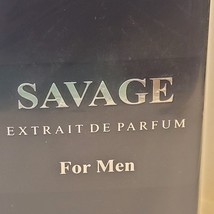 SAVAGE
EXTRAIT DE PARFUM
For Men